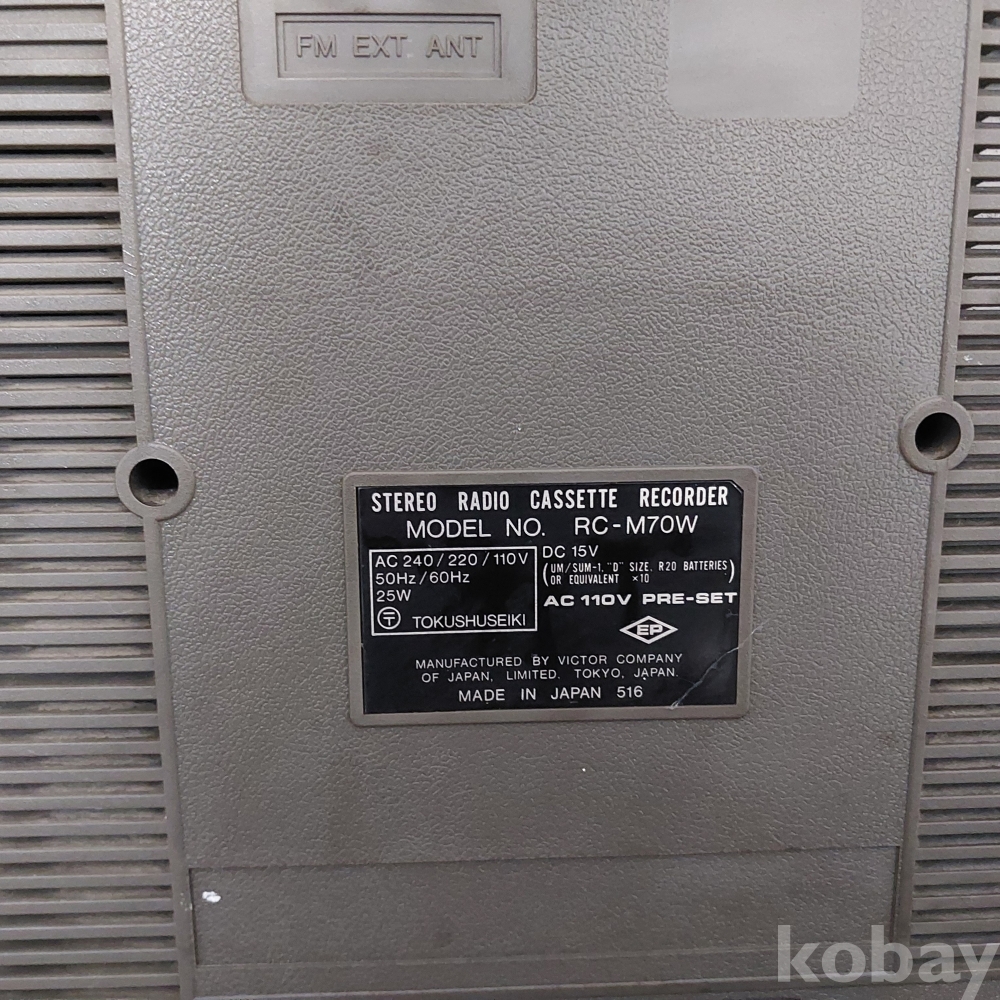 FM EXT. ANT
STEREO RADIO CASSETTE RECORDER
MODEL NO. RC-M70W
AC 240/220/110V
50Hz/60Hz
25W
〒 TOKUSHUSEIKI
DC 15V
(UM/SUM-1, "D" SIZE, R20 BATTERIES
OR EQUIVALENT ×10)
AC 110V PRE-SET
EP
MANUFACTURED BY VICTOR COMPANY
OF JAPAN, LIMITED. TOKYO, JAPAN.
MADE IN JAPAN 516
kobay